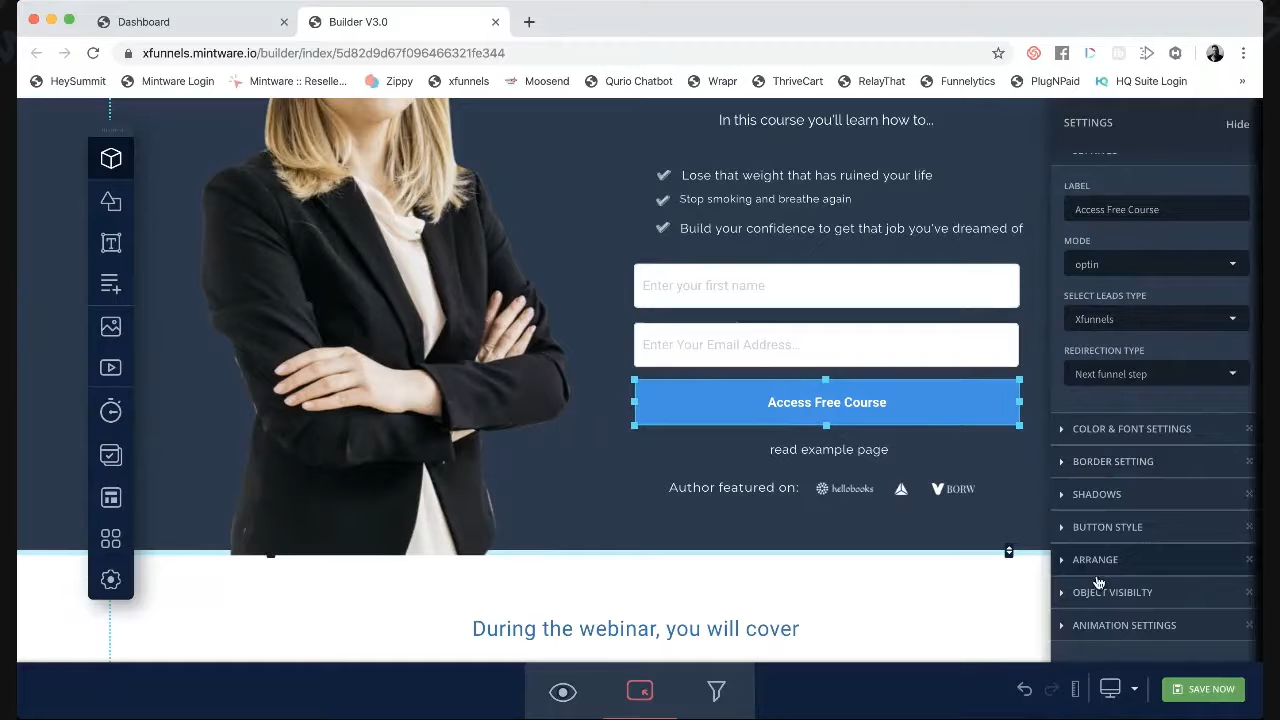 Dashboard
Builder V3.0
xfunnels.mintware.io/builder/index/5d82d9d67f096466321fe344
HeySummit
Mintware Login
Mintware :: Reselle...
Zippy
xfunnels
Moosend
Qurio Chatbot
Wrapr
ThriveCart
RelayThat
Funnelytics
PlugNPaid
HQ Suite Login
»
In this course you'll learn how to...
Lose that weight that has ruined your life
Stop smoking and breathe again
Build your confidence to get that job you've dreamed of
Enter your first name
Enter Your Email Address...
Access Free Course
read example page
Author featured on:
hellobooks
BORW
During the webinar, you will cover
SETTINGS
Hide
LABEL
Access Free Course
MODE
optin
SELECT LEADS TYPE
Xfunnels
REDIRECTION TYPE
Next funnel step
COLOR & FONT SETTINGS
BORDER SETTING
SHADOWS
BUTTON STYLE
ARRANGE
OBJECT VISIBILTY
ANIMATION SETTINGS
SAVE NOW